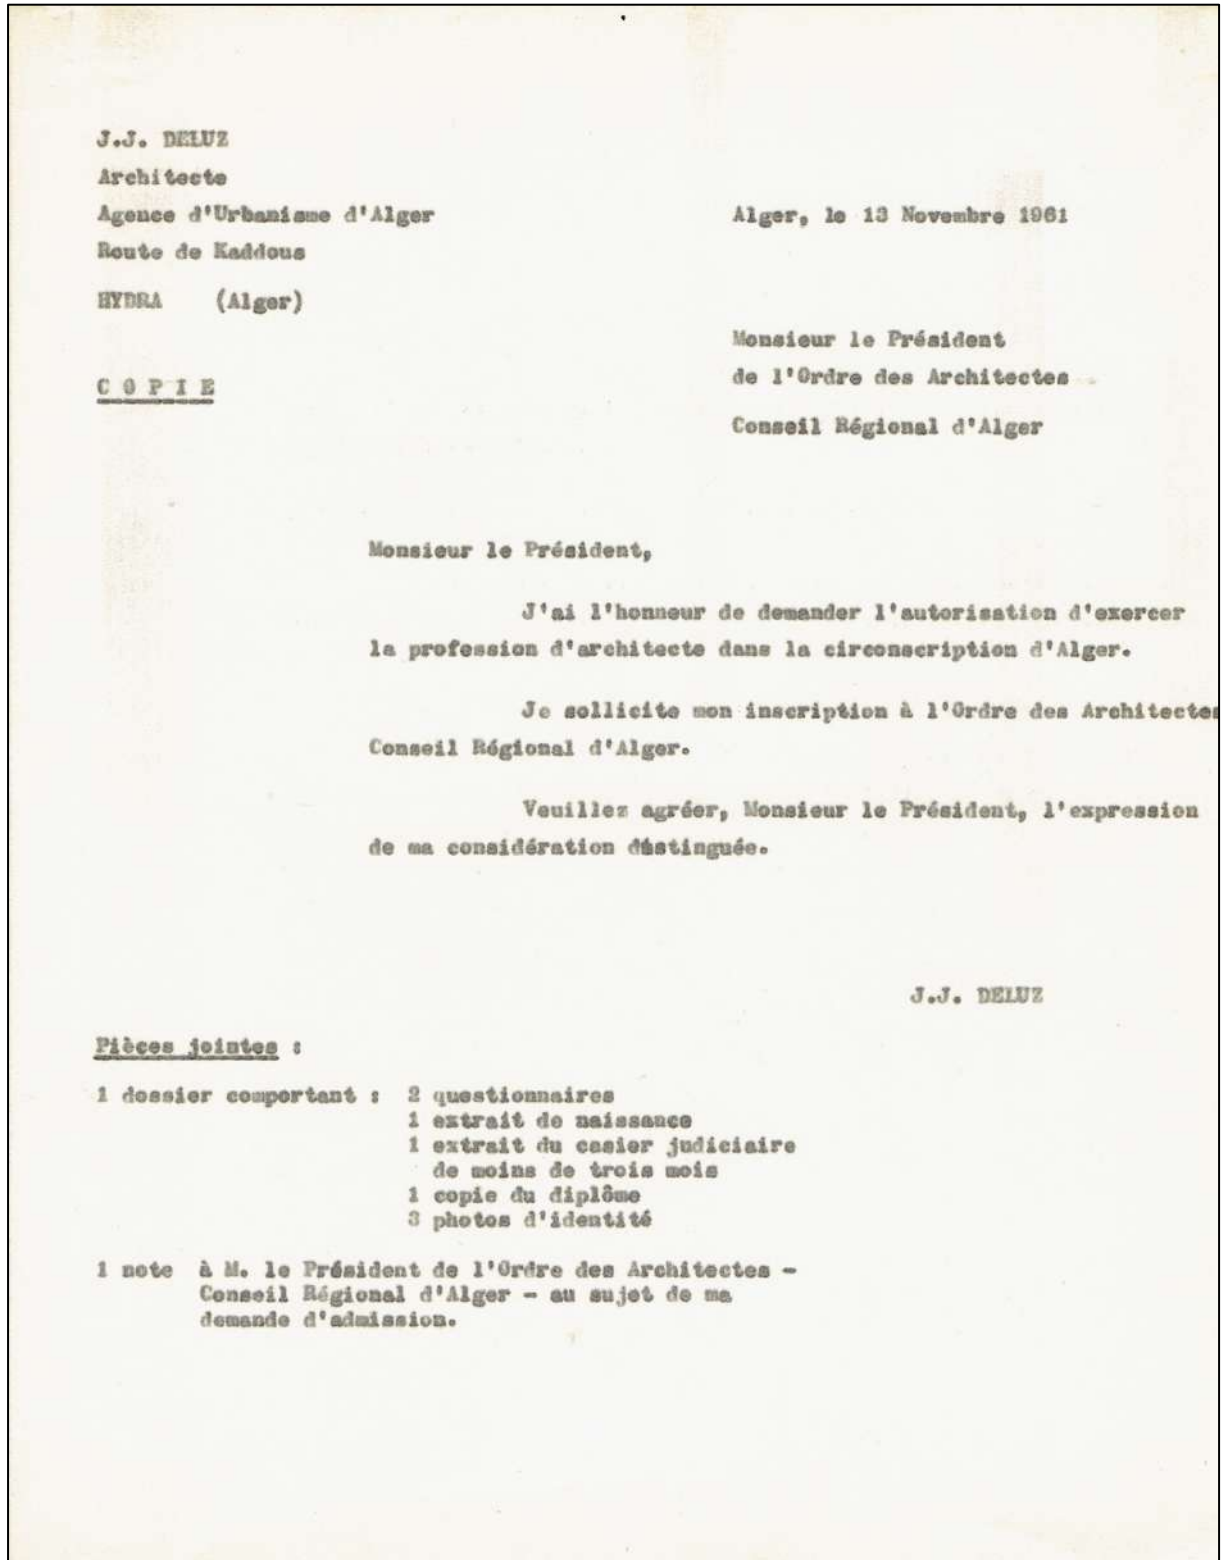 J.J. DELUZ
Architecte
Agence d'Urbanisme d'Alger
Route de Kaddous
HYDRA (Alger)
Alger, le 13 Novembre 1961
COPIE
Monsieur le Président
de l'Ordre des Architectes
Conseil Régional d'Alger
Monsieur le Président,
J'ai l'honneur de demander l'autorisation d'exercer
la profession d'architecte dans la circonscription d'Alger.
Je sollicite mon inscription à l'Ordre des Architectes
Conseil Régional d'Alger.
Veuillez agréer, Monsieur le Président, l'expression
de ma considération distinguée.
J.J. DELUZ
Pièces jointes :
1 dossier comportant : 2 questionnaires
1 extrait de naissance
1 extrait du casier judiciaire
de moins de trois mois
1 copie du diplôme
3 photos d'identité
1 note à M. le Président de l'Ordre des Architectes -
Conseil Régional d'Alger - au sujet de ma
demande d'admission.